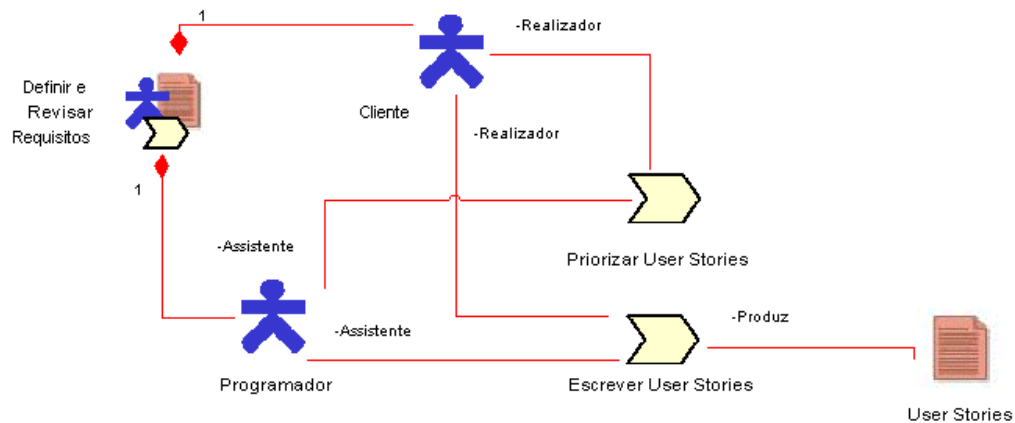 1
-Realizador
Definir e
Revisar
Requisitos
Cliente
-Realizador
1
-Assistente
Priorizar User Stories
-Assistente
-Produz
Programador
Escrever User Stories
User Stories